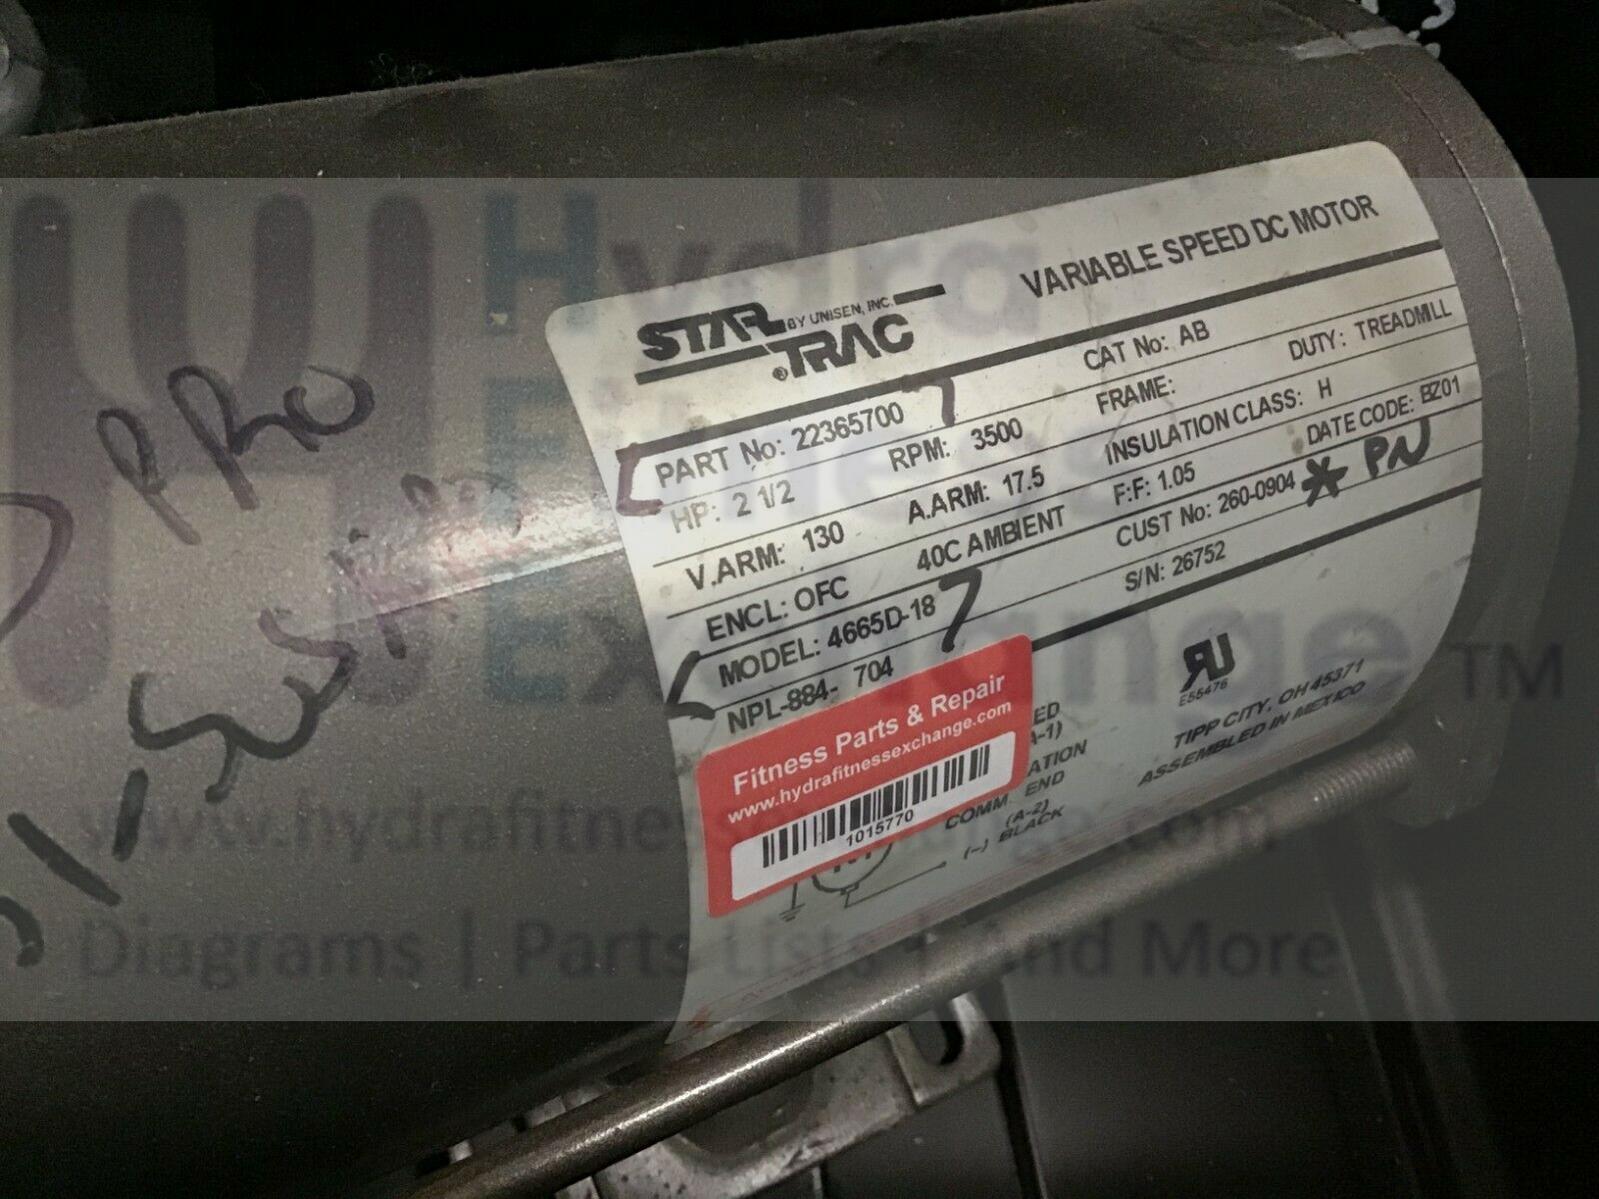 VARIABLE SPEED DC MOTOR
STAR BY UNISEN, INC.
®TRAC
PART No: 22365700
CAT No: AB
HP: 2 1/2
RPM: 3500
FRAME:
DUTY: TREADMILL
V.ARM: 130
A.ARM: 17.5
INSULATION CLASS: H
ENCL: OFC
40C AMBIENT
F:F: 1.05
DATE CODE: BZ01
MODEL: 4665D-18
CUST No: 260-0904 * PN
NPL-884- 704
S/N: 26752
Fitness Parts & Repair
www.hydrafitnessexchange.com
1015770
COMM. END
(A-2)
(-) BLACK
E55476
TIPP CITY, OH 45371
ASSEMBLED IN MEXICO
PRO
Hydra
Fitness
Exchange TM
www.hydrafitnessexchange.com
Diagrams | Parts Lists | And More